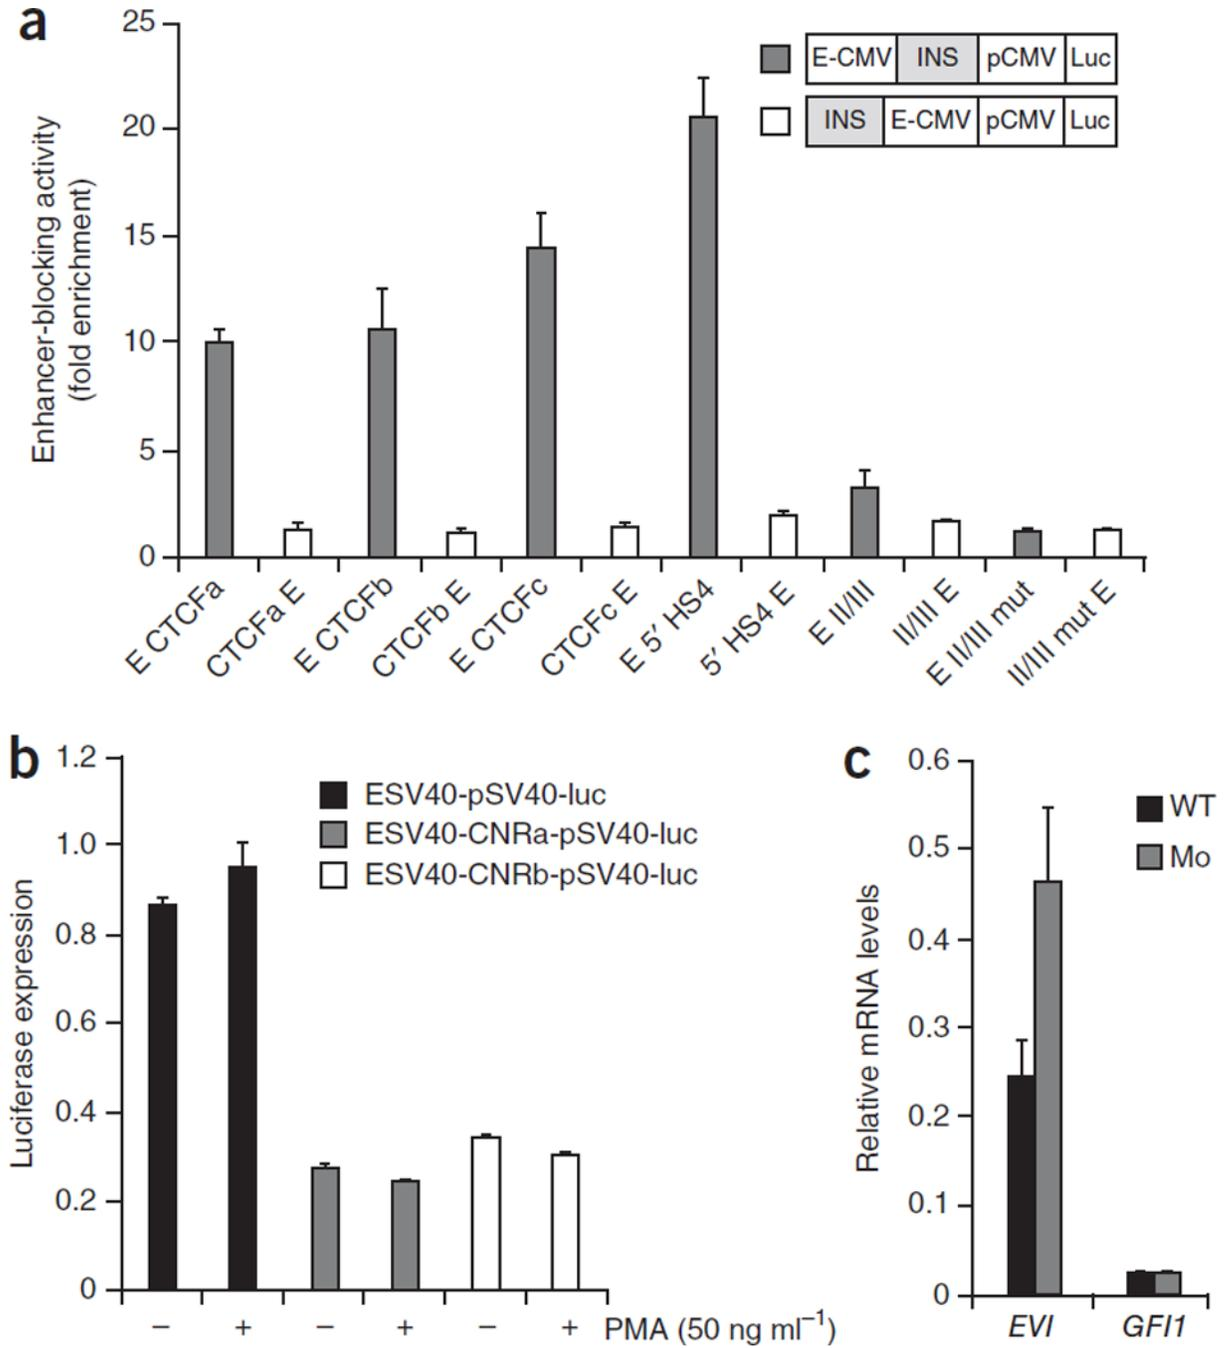 a
25
20
15
10
5
0
Enhancer-blocking activity
(fold enrichment)
E-CMV INS pCMV Luc
INS E-CMV pCMV Luc
E CTCFa
CTCFa E
E CTCFb
CTCFb E
E CTCFc
CTCFc E
E 5′ HS4
5′ HS4 E
E II/III
II/III E
E II/III mut
II/III mut E
b
1.2
1.0
0.8
0.6
0.4
0.2
0
Luciferase expression
ESV40-pSV40-luc
ESV40-CNRa-pSV40-luc
ESV40-CNRb-pSV40-luc
– + – + – + PMA (50 ng ml⁻¹)
c
0.6
0.5
0.4
0.3
0.2
0.1
0
Relative mRNA levels
WT
Mo
EVI GFI1